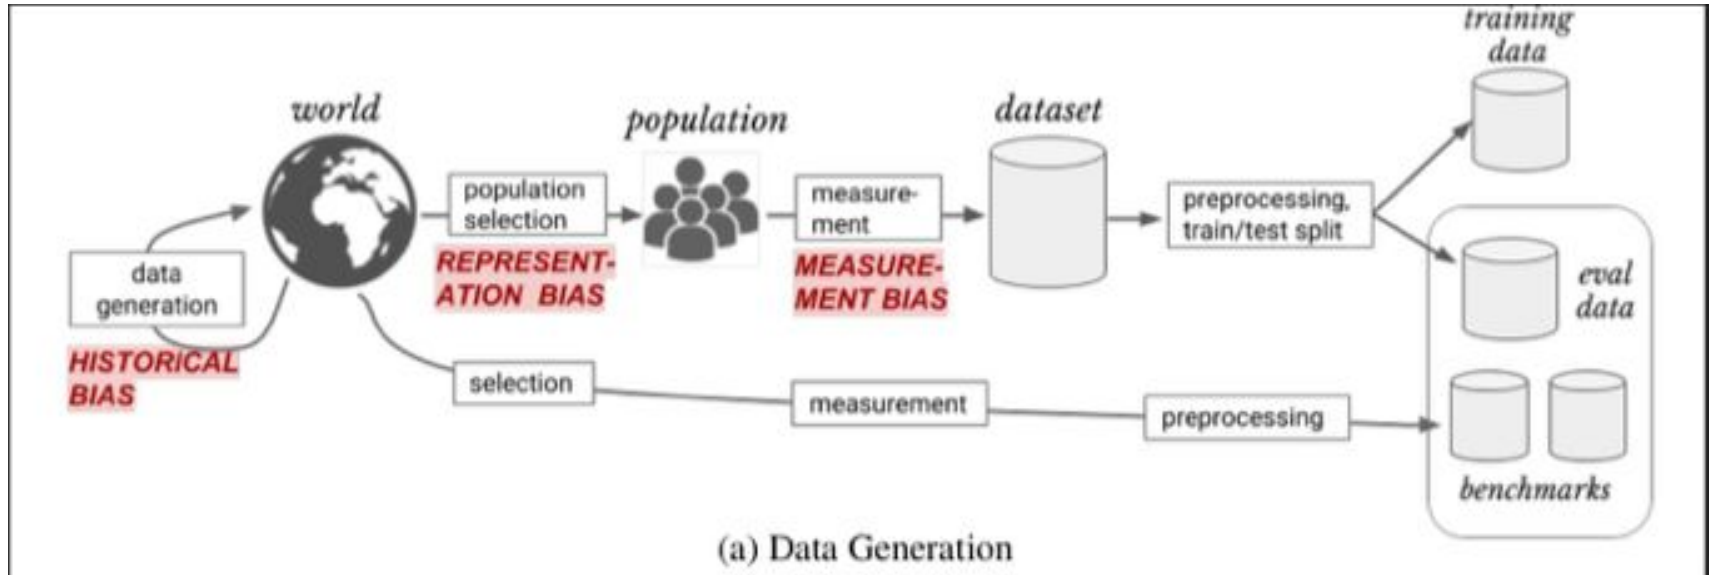 training
data
world
population
dataset
population
selection
measure-
ment
preprocessing,
train/test split
REPRESENT-
ATION BIAS
MEASURE-
MENT BIAS
data
generation
eval
data
HISTORICAL
BIAS
selection
measurement
preprocessing
benchmarks
(a) Data Generation